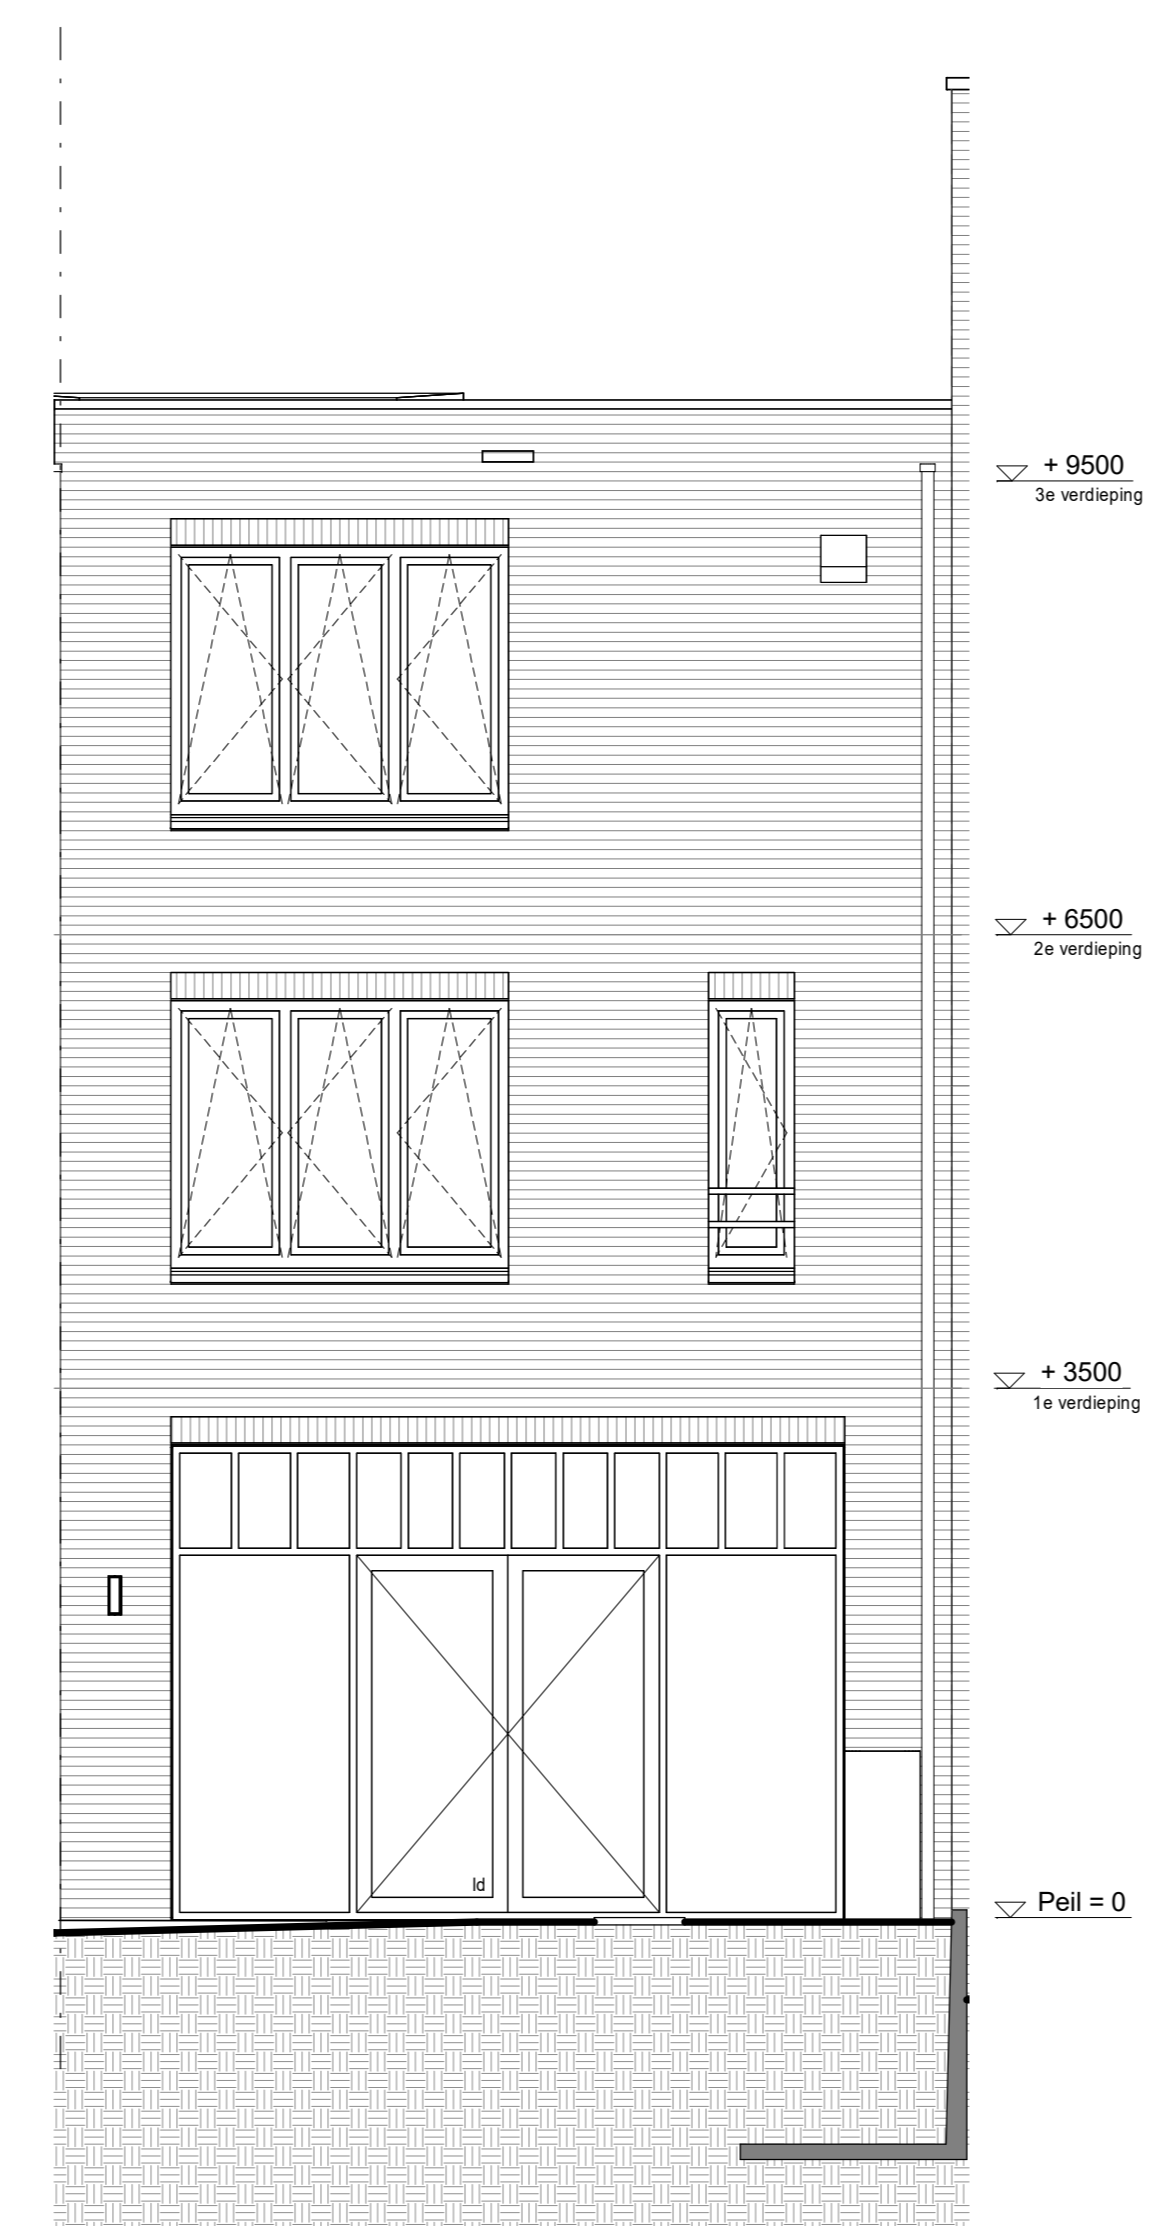 + 9500
3e verdieping
+ 6500
2e verdieping
+ 3500
1e verdieping
ld
Peil = 0